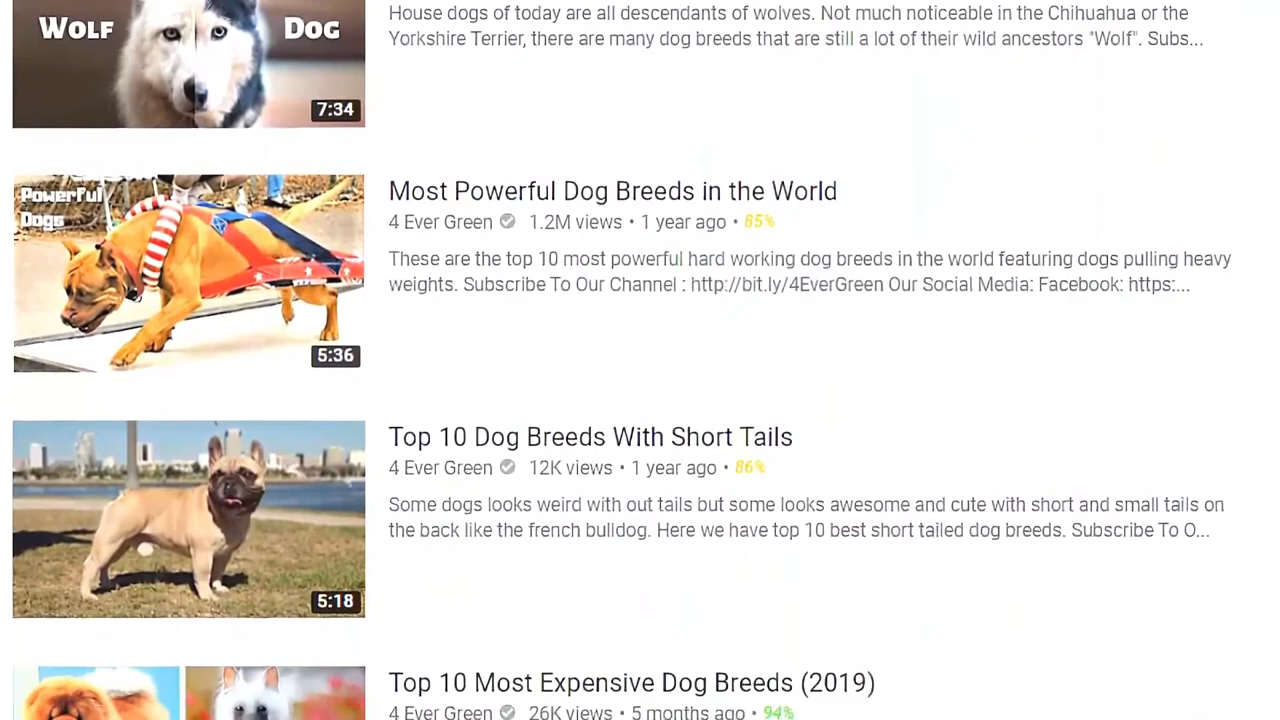 WOLF DOG
7:34
House dogs of today are all descendants of wolves. Not much noticeable in the Chihuahua or the
Yorkshire Terrier, there are many dog breeds that are still a lot of their wild ancestors "Wolf". Subs...
Powerful
Dogs
5:36
Most Powerful Dog Breeds in the World
4 Ever Green 1.2M views • 1 year ago • 85%
These are the top 10 most powerful hard working dog breeds in the world featuring dogs pulling heavy
weights. Subscribe To Our Channel : http://bit.ly/4EverGreen Our Social Media: Facebook: https:...
5:18
Top 10 Dog Breeds With Short Tails
4 Ever Green 12K views • 1 year ago • 86%
Some dogs looks weird with out tails but some looks awesome and cute with short and small tails on
the back like the french bulldog. Here we have top 10 best short tailed dog breeds. Subscribe To O...
Top 10 Most Expensive Dog Breeds (2019)
4 Ever Green 26K views • 5 months ago • 94%